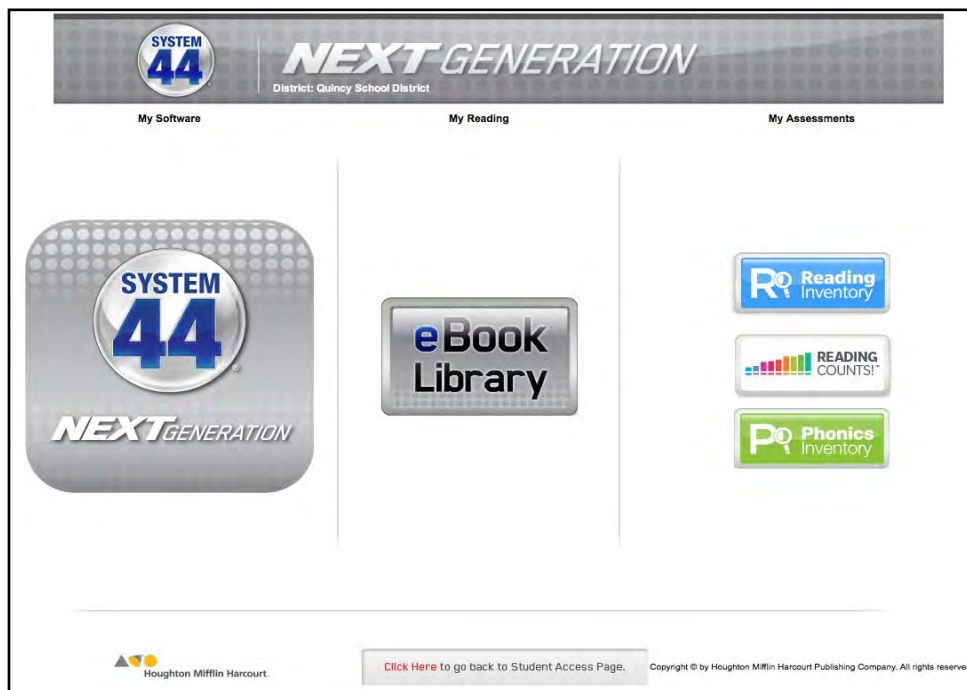 SYSTEM
44
NEXT GENERATION
District: Quincy School District
My Software
My Reading
My Assessments
SYSTEM
44
NEXT GENERATION
eBook
Library
R Reading
Inventory
READING
COUNTS!™
P Phonics
Inventory
Houghton Mifflin Harcourt
Click Here to go back to Student Access Page.
Copyright © by Houghton Mifflin Harcourt Publishing Company. All rights reserve